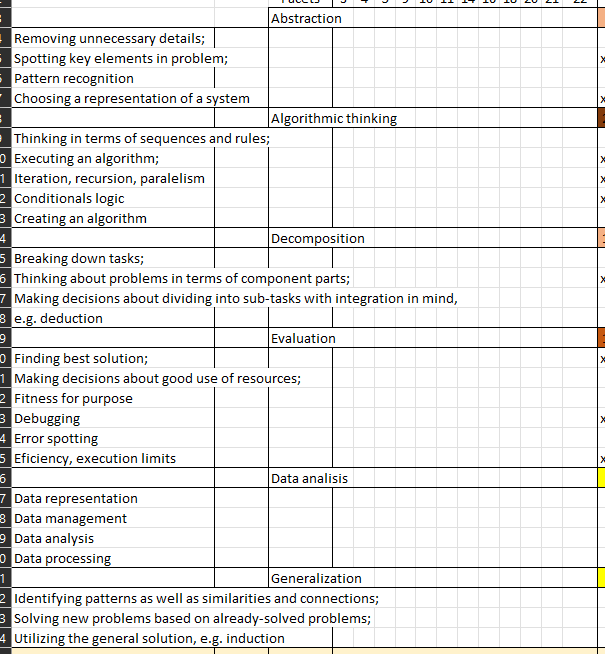 Abstraction
Removing unnecessary details;
Spotting key elements in problem; x
Pattern recognition
Choosing a representation of a system x
Algorithmic thinking
Thinking in terms of sequences and rules;
0 Executing an algorithm; x
1 Iteration, recursion, paralelism x
2 Conditionals logic x
3 Creating an algorithm
4 Decomposition
5 Breaking down tasks;
6 Thinking about problems in terms of component parts; x
7 Making decisions about dividing into sub-tasks with integration in mind,
8 e.g. deduction
9 Evaluation
0 Finding best solution; x
1 Making decisions about good use of resources;
2 Fitness for purpose
3 Debugging x
4 Error spotting
5 Eficiency, execution limits x
6 Data analisis
7 Data representation
8 Data management
9 Data analysis
0 Data processing
1 Generalization
2 Identifying patterns as well as similarities and connections;
3 Solving new problems based on already-solved problems;
4 Utilizing the general solution, e.g. induction